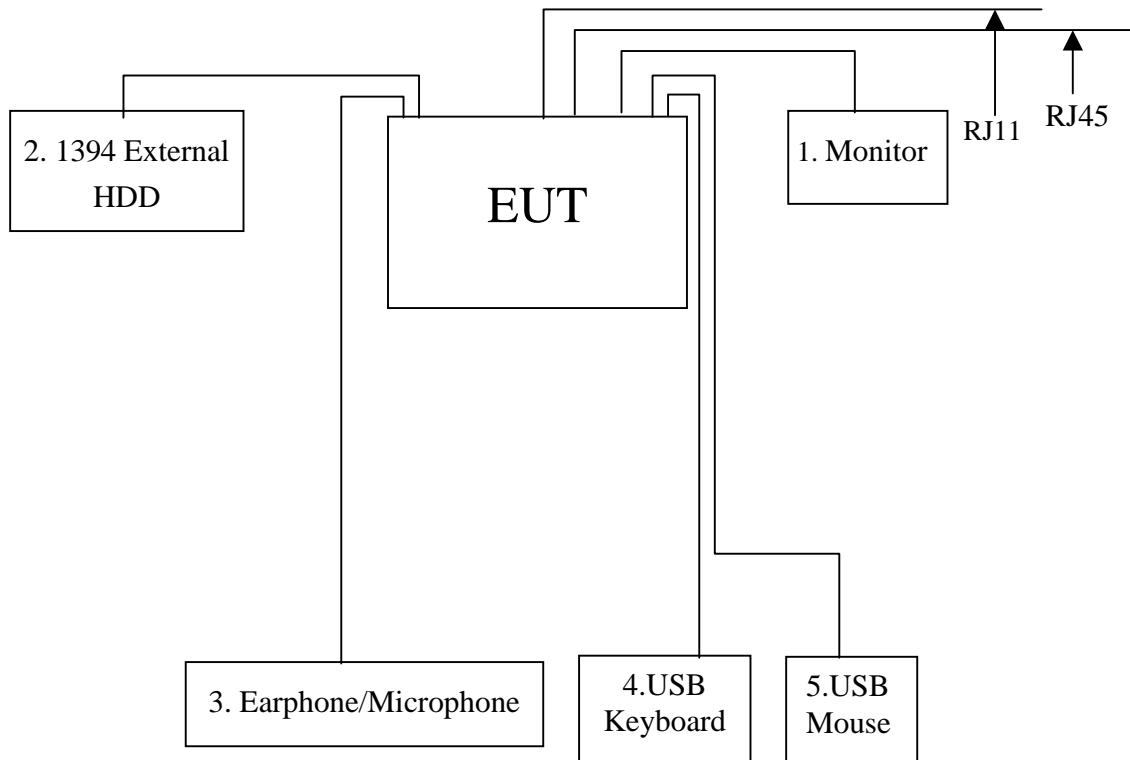 RJ11
RJ45
2. 1394 External
HDD
EUT
1. Monitor
3. Earphone/Microphone
4.USB
Keyboard
5.USB
Mouse